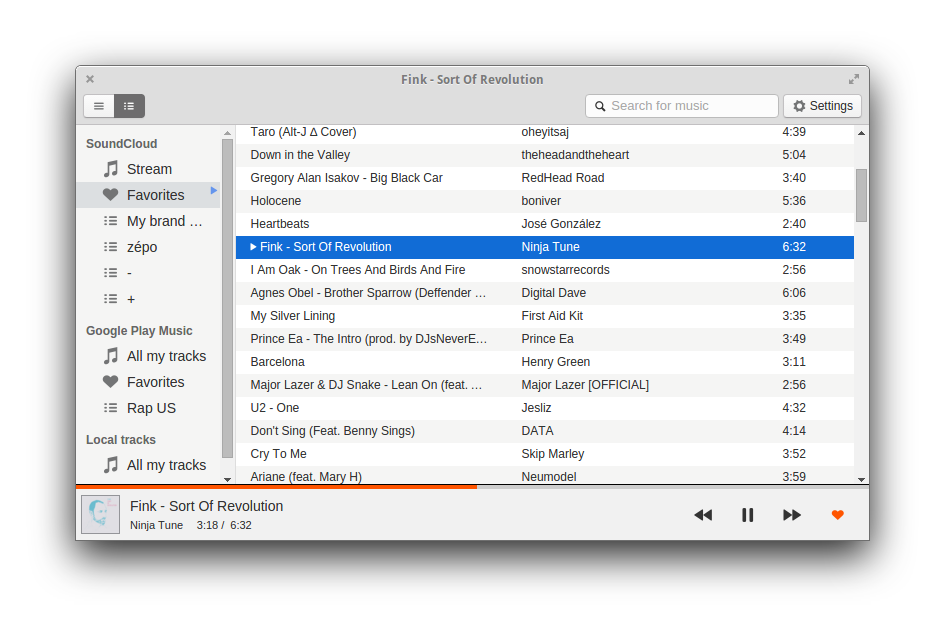 Fink - Sort Of Revolution
Search for music
Settings
SoundCloud
Stream
Favorites
My brand ...
zépo
-
+
Google Play Music
All my tracks
Favorites
Rap US
Local tracks
All my tracks
Taro (Alt-J Δ Cover) oheyitsaj 4:39
Down in the Valley theheadandtheheart 5:04
Gregory Alan Isakov - Big Black Car RedHead Road 3:40
Holocene boniver 5:36
Heartbeats José González 2:40
Fink - Sort Of Revolution Ninja Tune 6:32
I Am Oak - On Trees And Birds And Fire snowstarrecords 2:56
Agnes Obel - Brother Sparrow (Deffender ... Digital Dave 6:06
My Silver Lining First Aid Kit 3:35
Prince Ea - The Intro (prod. by DJsNeverE... Prince Ea 3:49
Barcelona Henry Green 3:11
Major Lazer & DJ Snake - Lean On (feat. ... Major Lazer [OFFICIAL] 2:56
U2 - One Jesliz 4:32
Don't Sing (Feat. Benny Sings) DATA 4:14
Cry To Me Skip Marley 3:52
Ariane (feat. Mary H) Neumodel 3:59
Fink - Sort Of Revolution
Ninja Tune 3:18 / 6:32